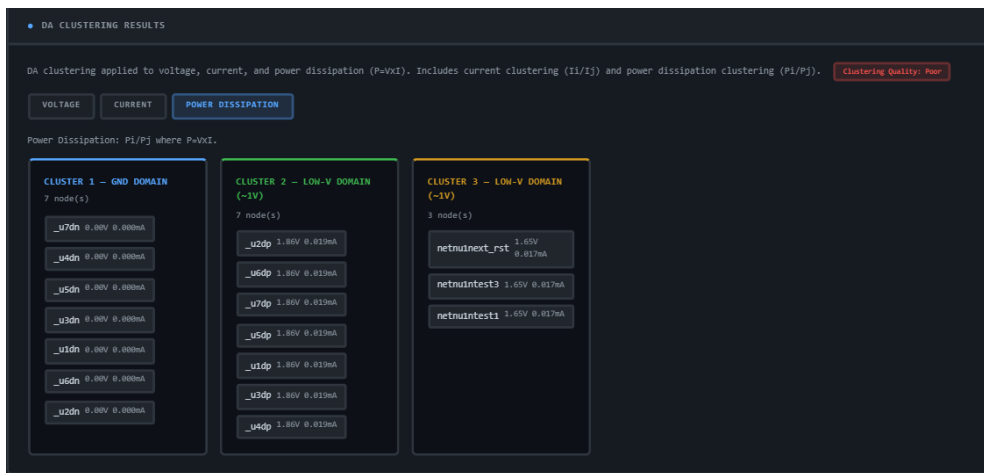 DA CLUSTERING RESULTS
DA clustering applied to voltage, current, and power dissipation (P=VxI). Includes current clustering (Ii/Ij) and power dissipation clustering (Pi/Pj).
Clustering Quality: Poor
VOLTAGE
CURRENT
POWER DISSIPATION
Power Dissipation: Pi/Pj where P=VxI.
CLUSTER 1 — GND DOMAIN
7 node(s)
_u7dn 0.00V 0.000mA
_u4dn 0.00V 0.000mA
_u5dn 0.00V 0.000mA
_u3dn 0.00V 0.000mA
_u1dn 0.00V 0.000mA
_u6dn 0.00V 0.000mA
_u2dn 0.00V 0.000mA
CLUSTER 2 — LOW-V DOMAIN
(~1V)
7 node(s)
_u2dp 1.86V 0.019mA
_u6dp 1.86V 0.019mA
_u7dp 1.86V 0.019mA
_u5dp 1.86V 0.019mA
_u1dp 1.86V 0.019mA
_u3dp 1.86V 0.019mA
_u4dp 1.86V 0.019mA
CLUSTER 3 — LOW-V DOMAIN
(~1V)
3 node(s)
netnu1next_rst 1.65V
0.017mA
netnu1ntest3 1.65V 0.017mA
netnu1ntest1 1.65V 0.017mA